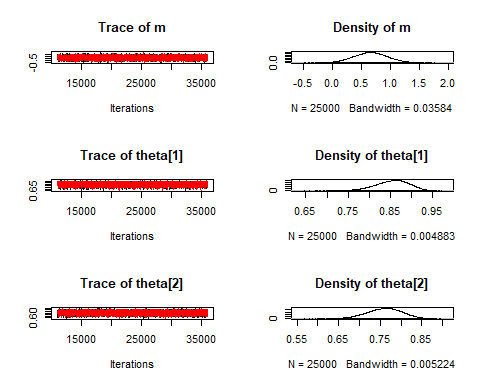 Trace of m
-0.5
15000 25000 35000
Iterations
Density of m
0.0
-0.5 0.0 0.5 1.0 1.5 2.0
N = 25000 Bandwidth = 0.03584
Trace of theta[1]
0.65
15000 25000 35000
Iterations
Density of theta[1]
0
0.65 0.75 0.85 0.95
N = 25000 Bandwidth = 0.004883
Trace of theta[2]
0.60
15000 25000 35000
Iterations
Density of theta[2]
0
0.55 0.65 0.75 0.85
N = 25000 Bandwidth = 0.005224